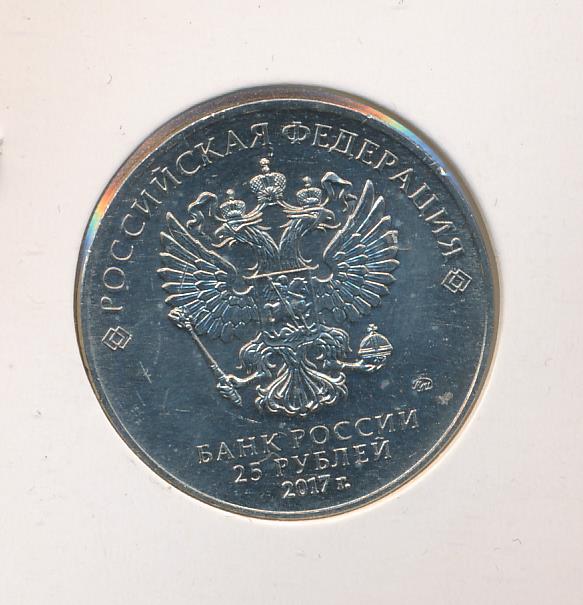 РОССИЙСКАЯ ФЕДЕРАЦИЯ
БАНК РОССИИ
25 РУБЛЕЙ
2017 г.